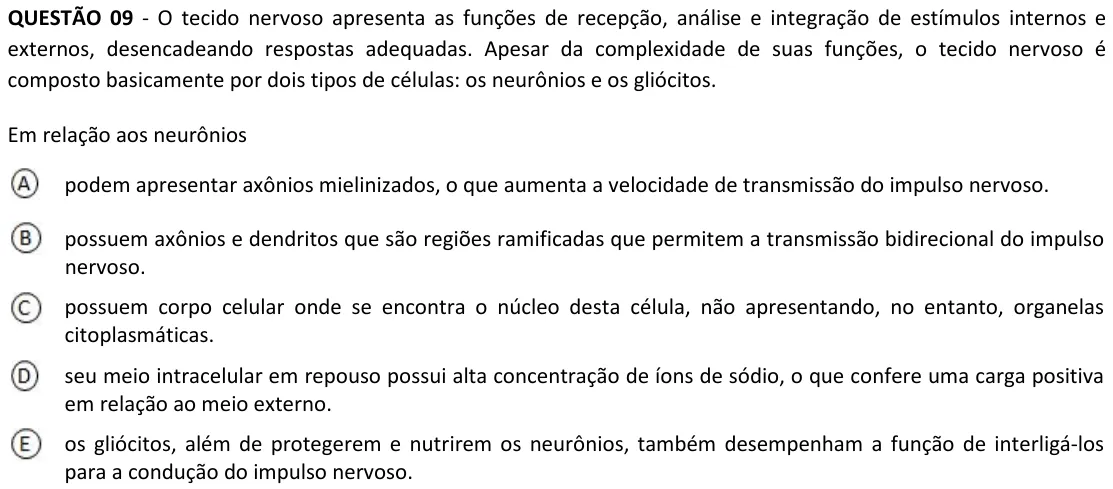 QUESTÃO 09 - O tecido nervoso apresenta as funções de recepção, análise e integração de estímulos internos e
externos, desencadeando respostas adequadas. Apesar da complexidade de suas funções, o tecido nervoso é
composto basicamente por dois tipos de células: os neurônios e os gliócitos.
Em relação aos neurônios
A podem apresentar axônios mielinizados, o que aumenta a velocidade de transmissão do impulso nervoso.
B possuem axônios e dendritos que são regiões ramificadas que permitem a transmissão bidirecional do impulso
nervoso.
C possuem corpo celular onde se encontra o núcleo desta célula, não apresentando, no entanto, organelas
citoplasmáticas.
D seu meio intracelular em repouso possui alta concentração de íons de sódio, o que confere uma carga positiva
em relação ao meio externo.
E os gliócitos, além de protegerem e nutrirem os neurônios, também desempenham a função de interligá-los
para a condução do impulso nervoso.